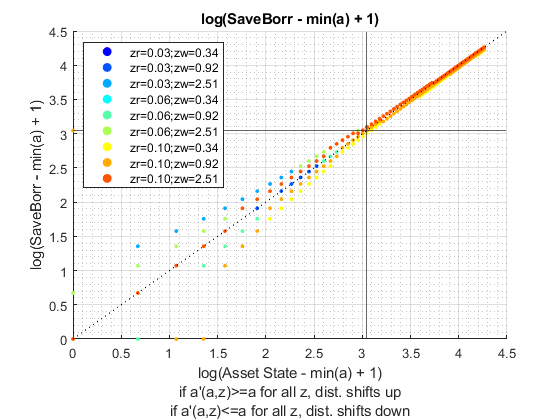 log(SaveBorr - min(a) + 1)
4.5
4
3.5
3
2.5
2
1.5
1
0.5
0
log(SaveBorr - min(a) + 1)
zr=0.03;zw=0.34
zr=0.03;zw=0.92
zr=0.03;zw=2.51
zr=0.06;zw=0.34
zr=0.06;zw=0.92
zr=0.06;zw=2.51
zr=0.10;zw=0.34
zr=0.10;zw=0.92
zr=0.10;zw=2.51
0 0.5 1 1.5 2 2.5 3 3.5 4 4.5
log(Asset State - min(a) + 1)
if a'(a,z)>=a for all z, dist. shifts up
if a'(a,z)<=a for all z, dist. shifts down